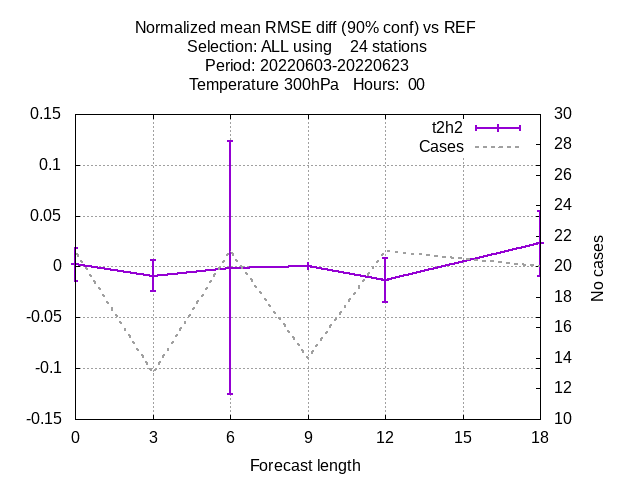 Normalized mean RMSE diff (90% conf) vs REF
Selection: ALL using    24 stations
Period: 20220603-20220623
Temperature 300hPa   Hours:  00
0.15
0.1
0.05
0
-0.05
-0.1
-0.15
t2h2
Cases
30
28
26
24
22
20
18
16
14
12
10
No cases
0 3 6 9 12 15 18
Forecast length